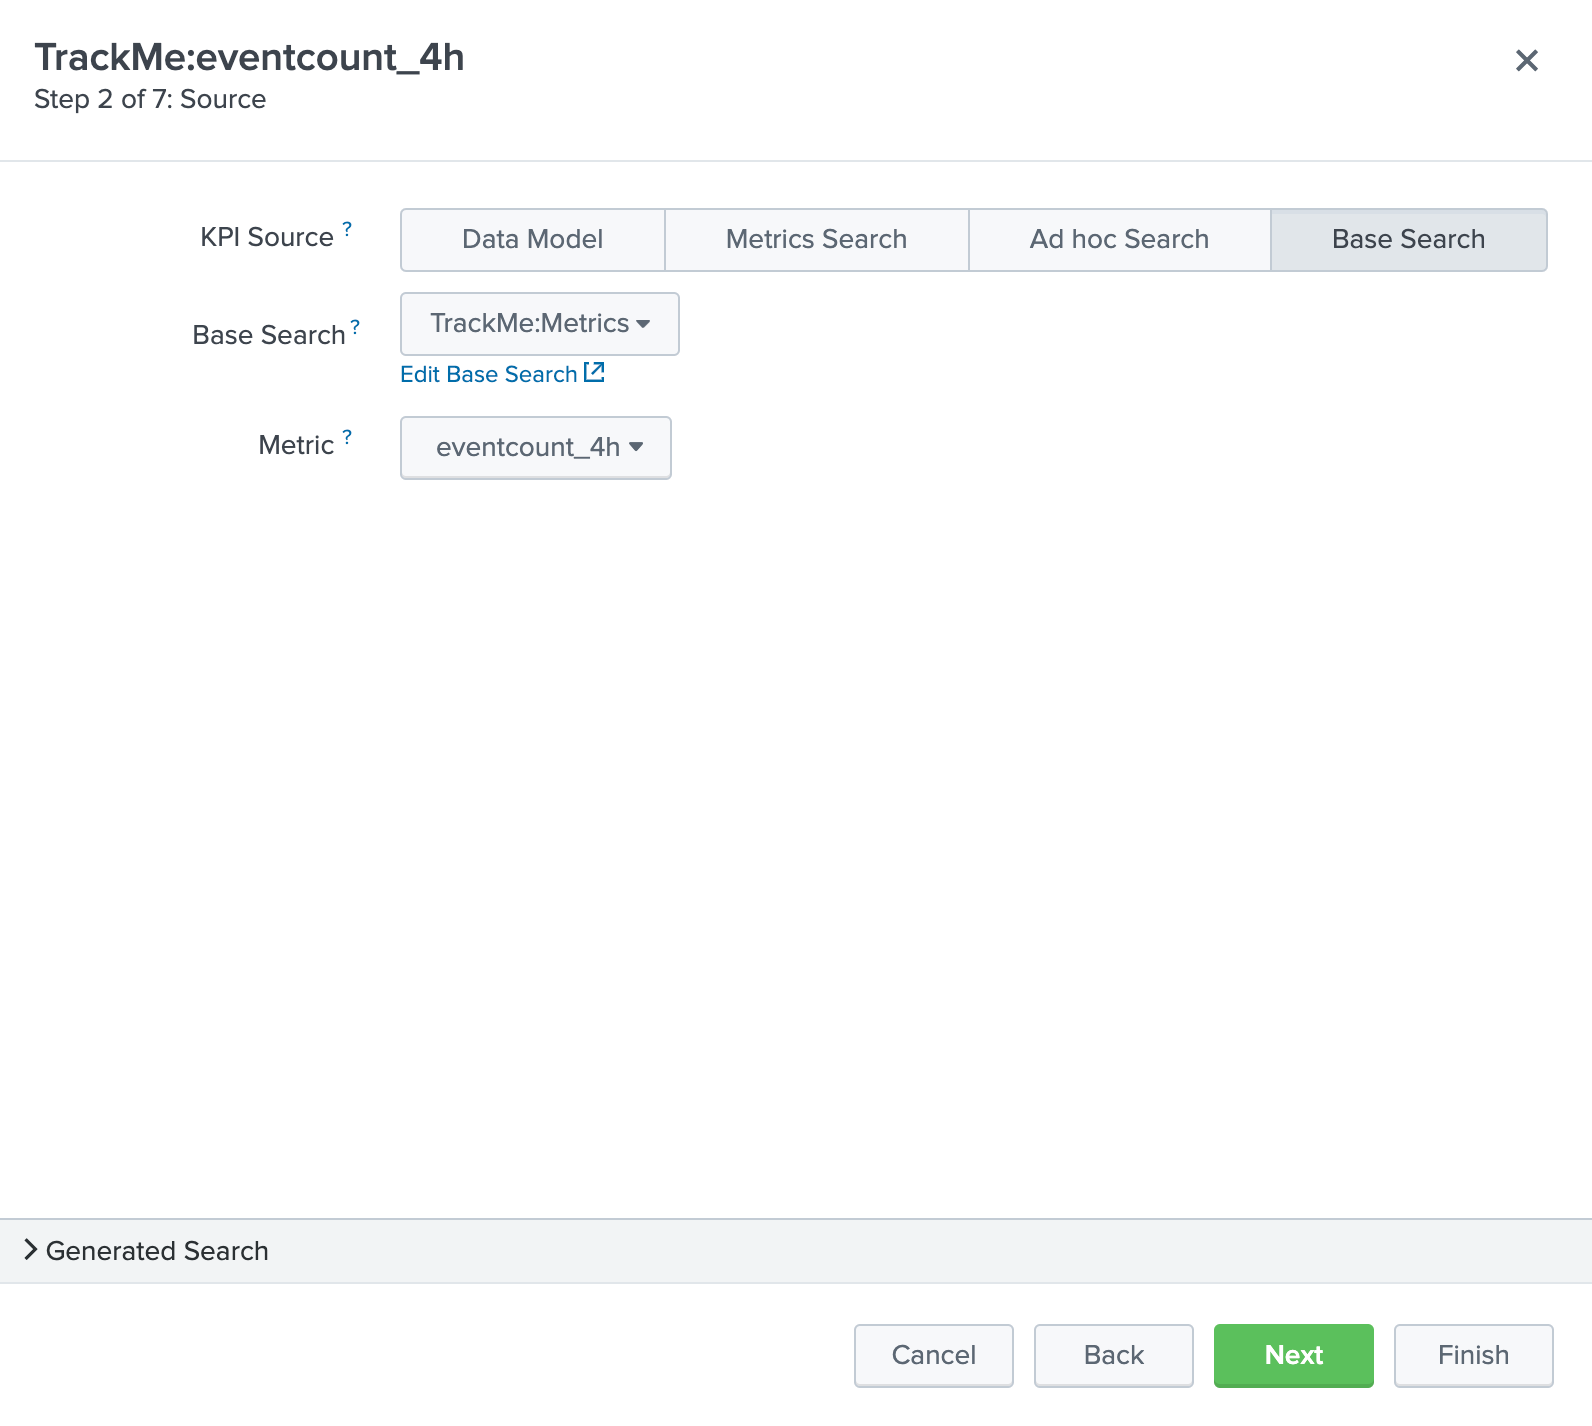 TrackMe:eventcount_4h
Step 2 of 7: Source
KPI Source ?
Data Model
Metrics Search
Ad hoc Search
Base Search
Base Search ?
TrackMe:Metrics
Edit Base Search
Metric ?
eventcount_4h
Generated Search
Cancel
Back
Next
Finish